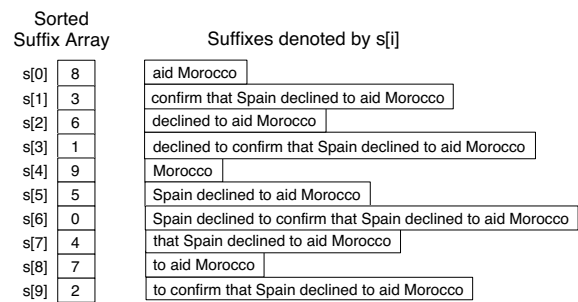 Sorted
Suffix Array
Suffixes denoted by s[i]
s[0] 8 aid Morocco
s[1] 3 confirm that Spain declined to aid Morocco
s[2] 6 declined to aid Morocco
s[3] 1 declined to confirm that Spain declined to aid Morocco
s[4] 9 Morocco
s[5] 5 Spain declined to aid Morocco
s[6] 0 Spain declined to confirm that Spain declined to aid Morocco
s[7] 4 that Spain declined to aid Morocco
s[8] 7 to aid Morocco
s[9] 2 to confirm that Spain declined to aid Morocco